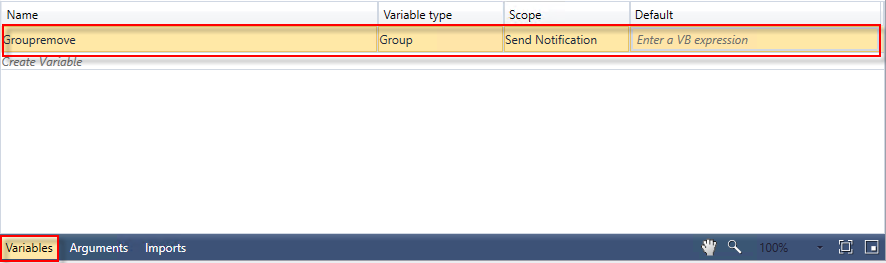 Name Variable type Scope Default
Groupremove Group Send Notification Enter a VB expression
Create Variable
Variables Arguments Imports 100%